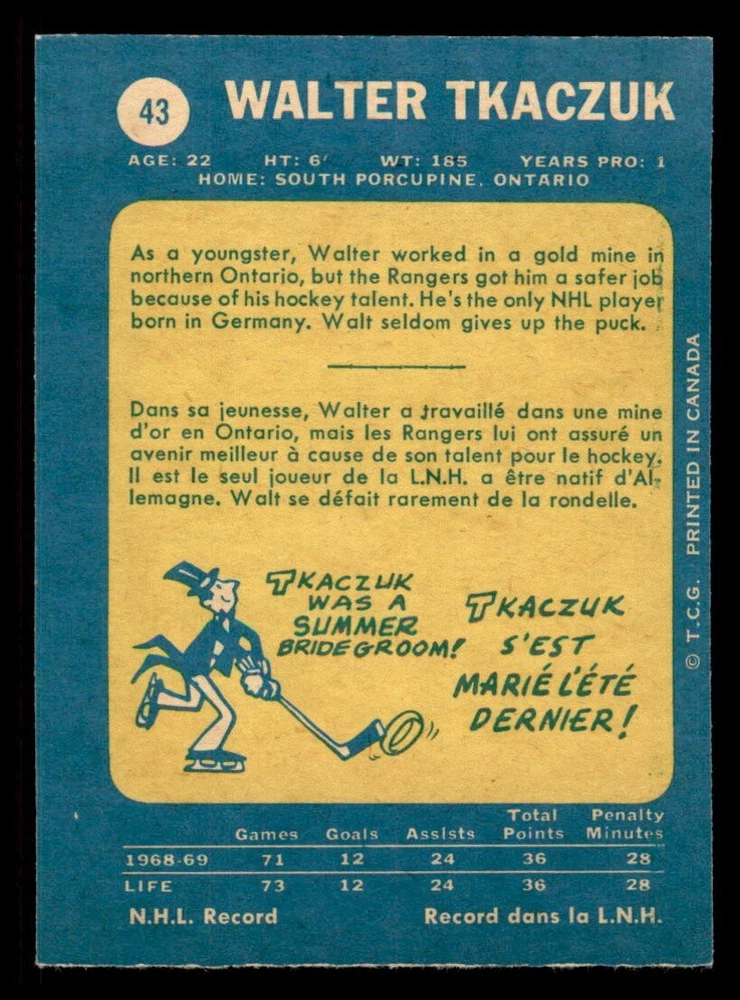 43
WALTER TKACZUK
AGE: 22 HT: 6' WT: 185 YEARS PRO: 1
HOME: SOUTH PORCUPINE, ONTARIO
As a youngster, Walter worked in a gold mine in
northern Ontario, but the Rangers got him a safer job
because of his hockey talent. He's the only NHL player
born in Germany. Walt seldom gives up the puck.
Dans sa jeunesse, Walter a travaillé dans une mine
d'or en Ontario, mais les Rangers lui ont assuré un
avenir meilleur à cause de son talent pour le hockey.
Il est le seul joueur de la L.N.H. a être natif d'Al-
lemagne. Walt se défait rarement de la rondelle.
TKACZUK
WAS A
SUMMER
BRIDEGROOM!
TKACZUK
S'EST
MARIÉ L'ÉTÉ
DERNIER!
© T.C.G. PRINTED IN CANADA
Games Goals Assists Total Points Penalty Minutes
1968-69 71 12 24 36 28
LIFE 73 12 24 36 28
N.H.L. Record Record dans la L.N.H.